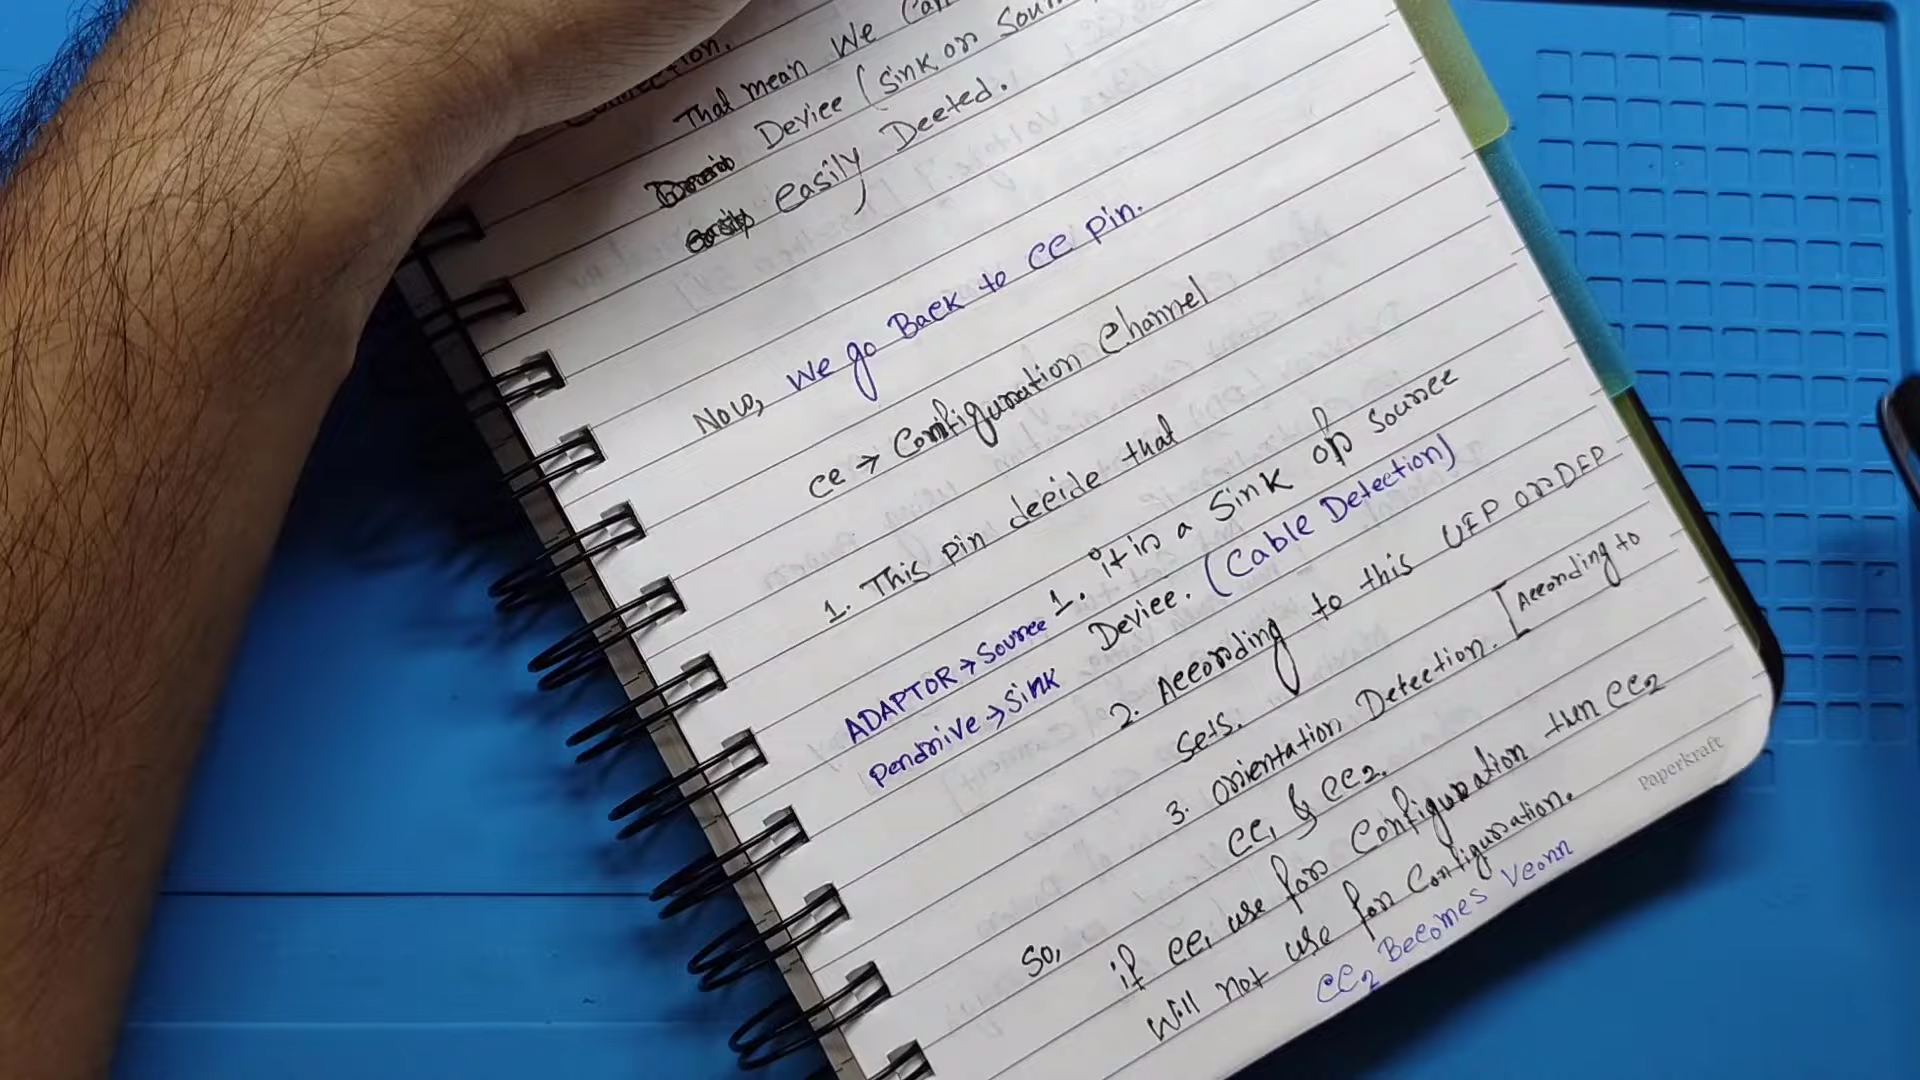 That mean We can
Device (Sink or Sour
easily Deeted.
Now, We go Back to CC pin.
CC → Configuration Channel
1. This pin decide that
1. it is a Sink or Source
Device. (Cable Detection)
ADAPTOR → Source
Pendrive → Sink
2. According to this UFP or DFP
sets.
3. orientation Detection. [According to
CC1 & CC2.
So,
if CC1 use for Configuration then CC2
will not use for Configuration.
CC2 Becomes Vconn
Paperkraft